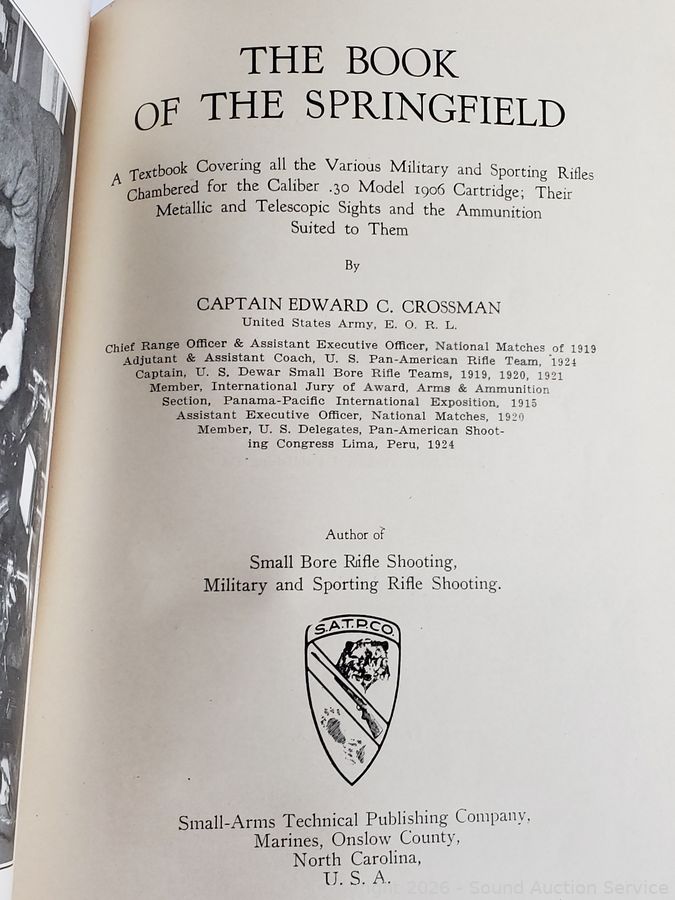 THE BOOK
OF THE SPRINGFIELD
A Textbook Covering all the Various Military and Sporting Rifles
Chambered for the Caliber .30 Model 1906 Cartridge; Their
Metallic and Telescopic Sights and the Ammunition
Suited to Them
By
CAPTAIN EDWARD C. CROSSMAN
United States Army, E. O. R. L.
Chief Range Officer & Assistant Executive Officer, National Matches of 1919
Adjutant & Assistant Coach, U. S. Pan-American Rifle Team, 1924
Captain, U. S. Dewar Small Bore Rifle Teams, 1919, 1920, 1921
Member, International Jury of Award, Arms & Ammunition
Section, Panama-Pacific International Exposition, 1915
Assistant Executive Officer, National Matches, 1920
Member, U. S. Delegates, Pan-American Shoot-
ing Congress Lima, Peru, 1924
Author of
Small Bore Rifle Shooting,
Military and Sporting Rifle Shooting.
S.A.T.P.CO.
Small-Arms Technical Publishing Company,
Marines, Onslow County,
North Carolina,
U. S. A.
Copyright 2026 - Sound Auction Service